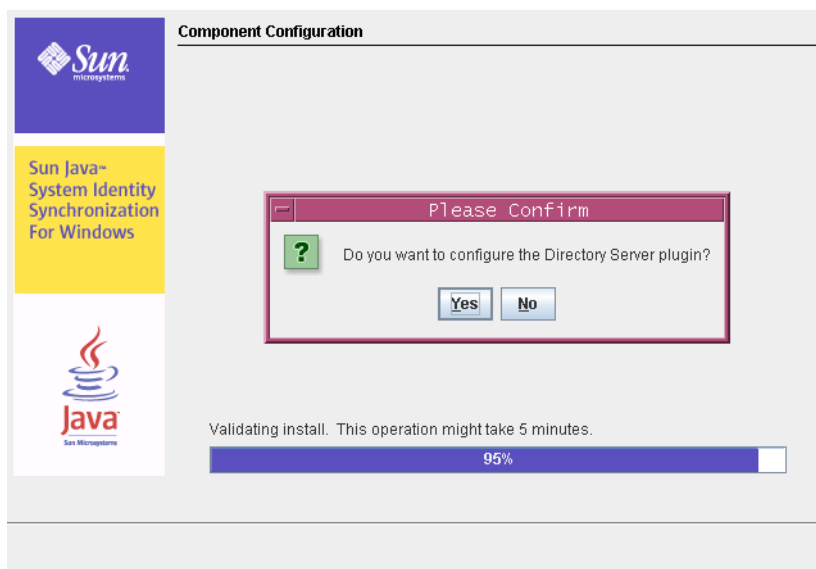 Component Configuration
Sun
microsystems
Sun Java™
System Identity
Synchronization
For Windows
Please Confirm
?
Do you want to configure the Directory Server plugin?
Yes
No
Java
Sun Microsystems
Validating install. This operation might take 5 minutes.
95%